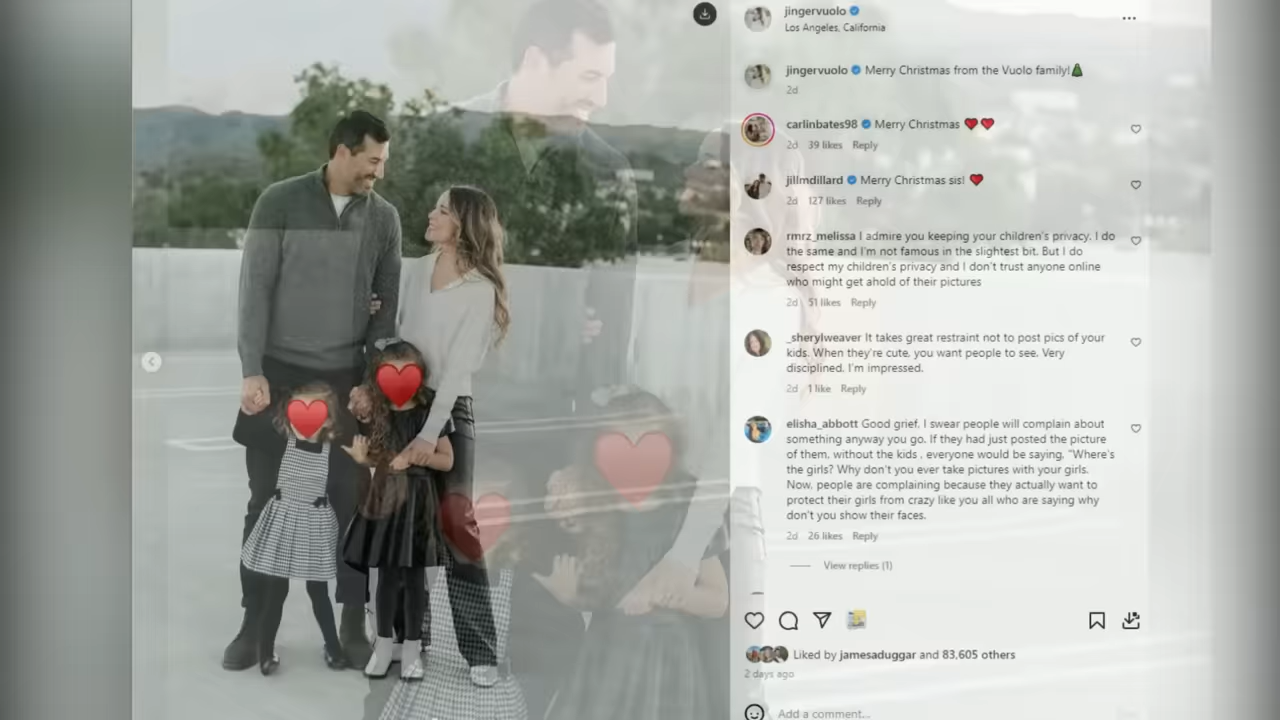 jingervuolo
Los Angeles, California
jingervuolo Merry Christmas from the Vuolo family!🎄
2d
carlinbates98 Merry Christmas ❤️❤️
2d 39 likes Reply
jillmdillard Merry Christmas sis! ❤️
2d 127 likes Reply
rmrz_melissa I admire you keeping your children's privacy. I do
the same and I'm not famous in the slightest bit. But I do
respect my children's privacy and I don't trust anyone online
who might get ahold of their pictures
2d 51 likes Reply
_sherylweaver It takes great restraint not to post pics of your
kids. When they're cute, you want people to see. Very
disciplined. I'm impressed.
2d 1 like Reply
elisha_abbott Good grief. I swear people will complain about
something anyway you go. If they had just posted the picture
of them, without the kids , everyone would be saying, "Where's
the girls? Why don't you ever take pictures with your girls.
Now, people are complaining because they actually want to
protect their girls from crazy like you all who are saying why
don't you show their faces.
2d 26 likes Reply
View replies (1)
Liked by jamesaduggar and 83,605 others
2 days ago
Add a comment...